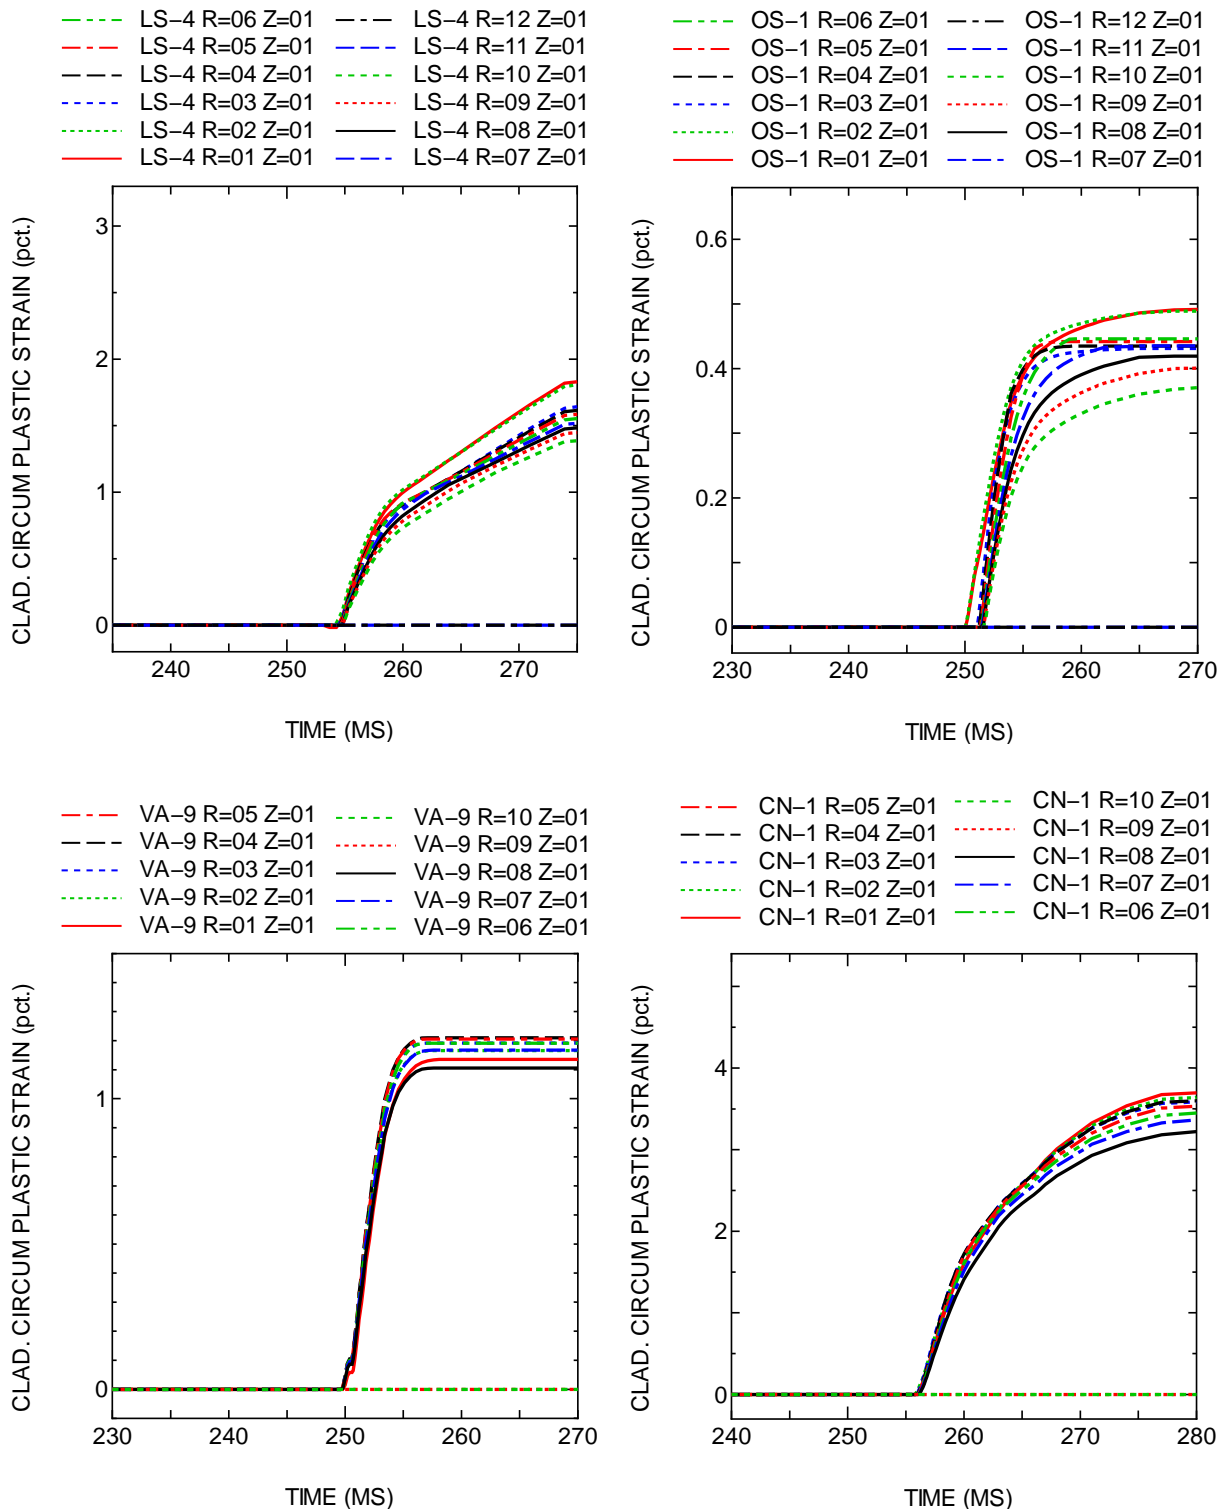 LS−4 R=06 Z=01
LS−4 R=05 Z=01
LS−4 R=04 Z=01
LS−4 R=03 Z=01
LS−4 R=02 Z=01
LS−4 R=01 Z=01
LS−4 R=12 Z=01
LS−4 R=11 Z=01
LS−4 R=10 Z=01
LS−4 R=09 Z=01
LS−4 R=08 Z=01
LS−4 R=07 Z=01
CLAD. CIRCUM PLASTIC STRAIN (pct.)
3
2
1
0
240 250 260 270
TIME (MS)
OS−1 R=06 Z=01
OS−1 R=05 Z=01
OS−1 R=04 Z=01
OS−1 R=03 Z=01
OS−1 R=02 Z=01
OS−1 R=01 Z=01
OS−1 R=12 Z=01
OS−1 R=11 Z=01
OS−1 R=10 Z=01
OS−1 R=09 Z=01
OS−1 R=08 Z=01
OS−1 R=07 Z=01
CLAD. CIRCUM PLASTIC STRAIN (pct.)
0.6
0.4
0.2
0
230 240 250 260 270
TIME (MS)
VA−9 R=05 Z=01
VA−9 R=04 Z=01
VA−9 R=03 Z=01
VA−9 R=02 Z=01
VA−9 R=01 Z=01
VA−9 R=10 Z=01
VA−9 R=09 Z=01
VA−9 R=08 Z=01
VA−9 R=07 Z=01
VA−9 R=06 Z=01
CLAD. CIRCUM PLASTIC STRAIN (pct.)
1
0
230 240 250 260 270
TIME (MS)
CN−1 R=05 Z=01
CN−1 R=04 Z=01
CN−1 R=03 Z=01
CN−1 R=02 Z=01
CN−1 R=01 Z=01
CN−1 R=10 Z=01
CN−1 R=09 Z=01
CN−1 R=08 Z=01
CN−1 R=07 Z=01
CN−1 R=06 Z=01
CLAD. CIRCUM PLASTIC STRAIN (pct.)
4
2
0
240 250 260 270 280
TIME (MS)